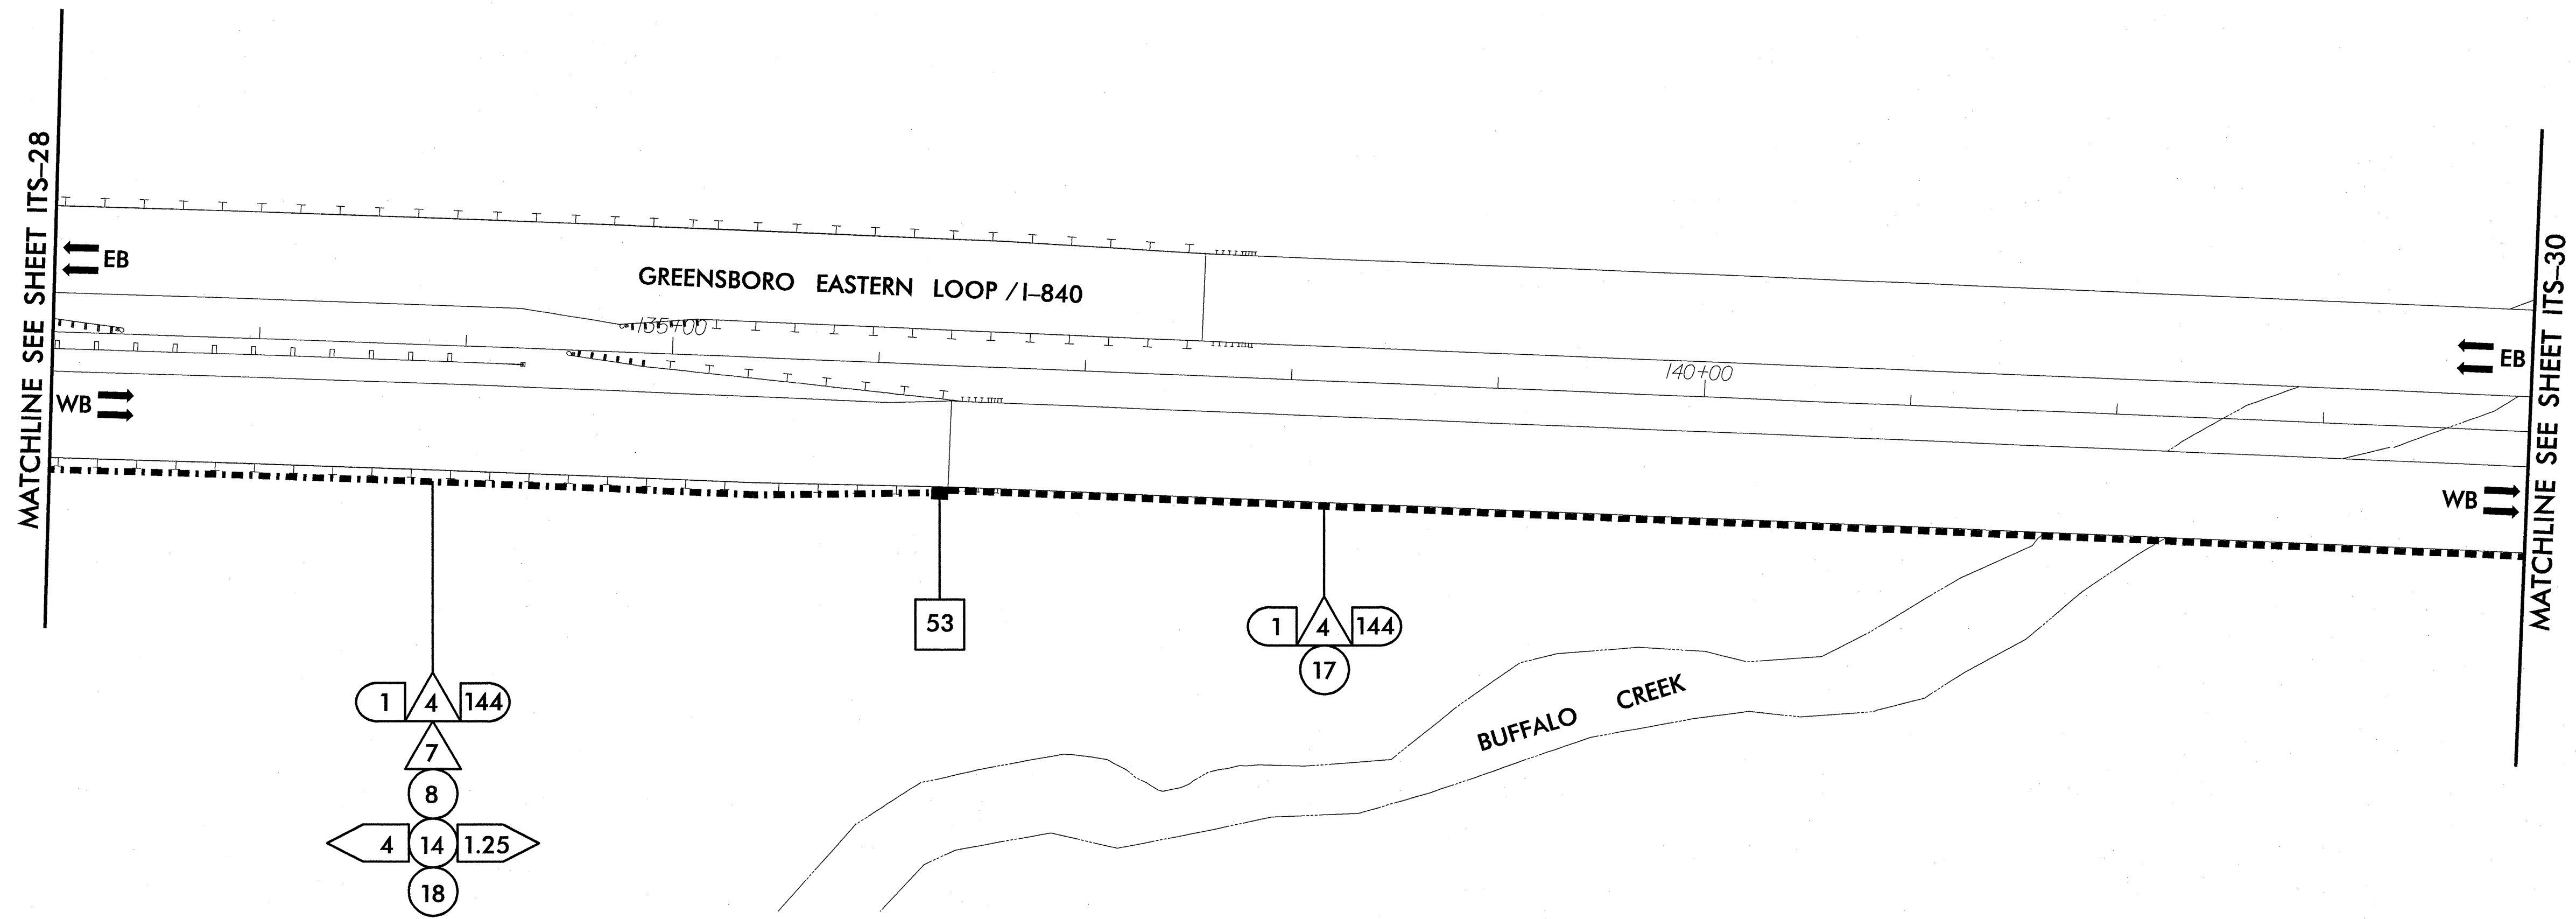 MATCHLINE SEE SHEET ITS–28
EB
GREENSBORO EASTERN LOOP / I–840
135+00
140+00
EB
WB
WB
MATCHLINE SEE SHEET ITS–30
53
1 4 144
17
1 4 144
7
8
4 14 1.25
18
BUFFALO CREEK